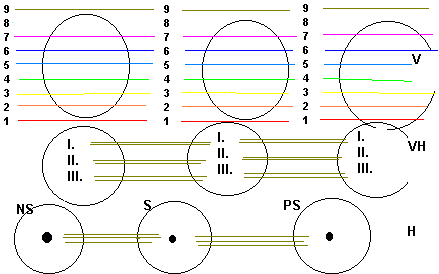 9 9 9
8 8 8
7 7 7
6 6 6
5 5 5 V
4 4 4
3 3 3
2 2 2
1 1 1
I. I. I.
II. II. II. VH
III. III. III.
NS S PS
H